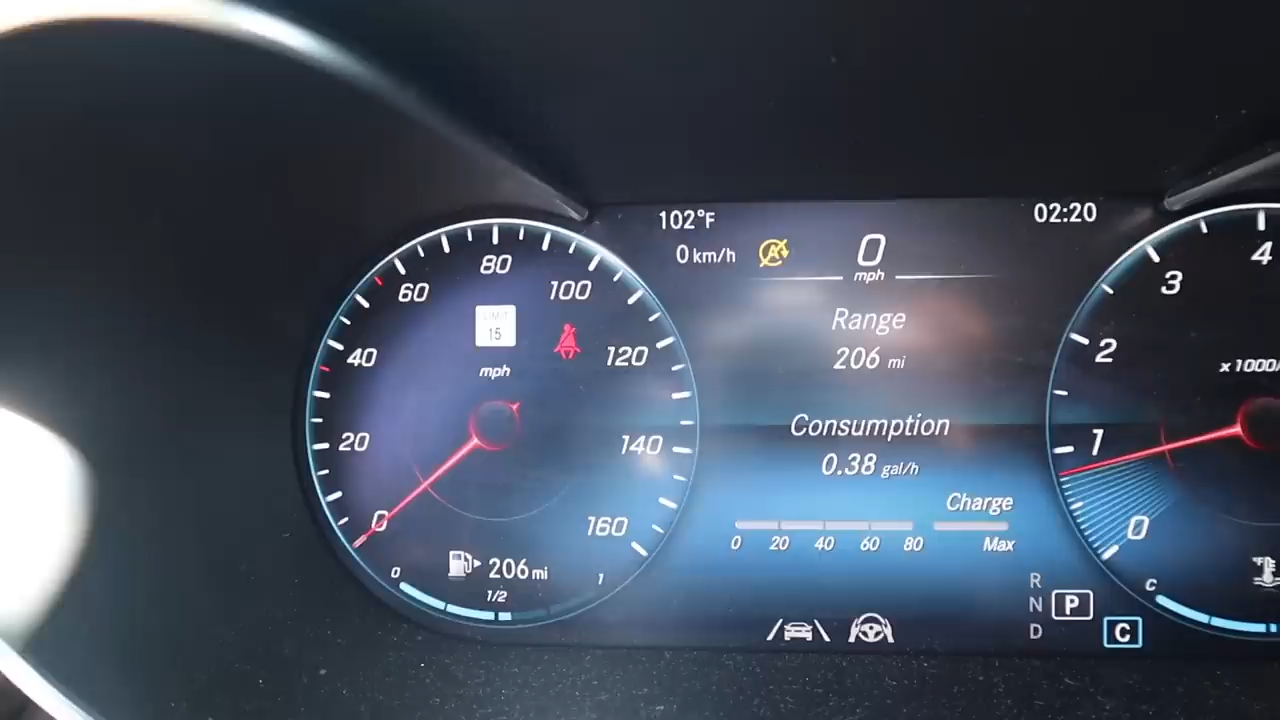 102°F
02:20
0 km/h
0
mph
20
40
60
80
100
120
140
160
0
LIMIT
15
mph
206 mi
0
1/2
1
Range
206 mi
Consumption
0.38 gal/h
Charge
0 20 40 60 80
Max
R
N
D
P
C
0
1
2
3
4
x 1000/
°F
C